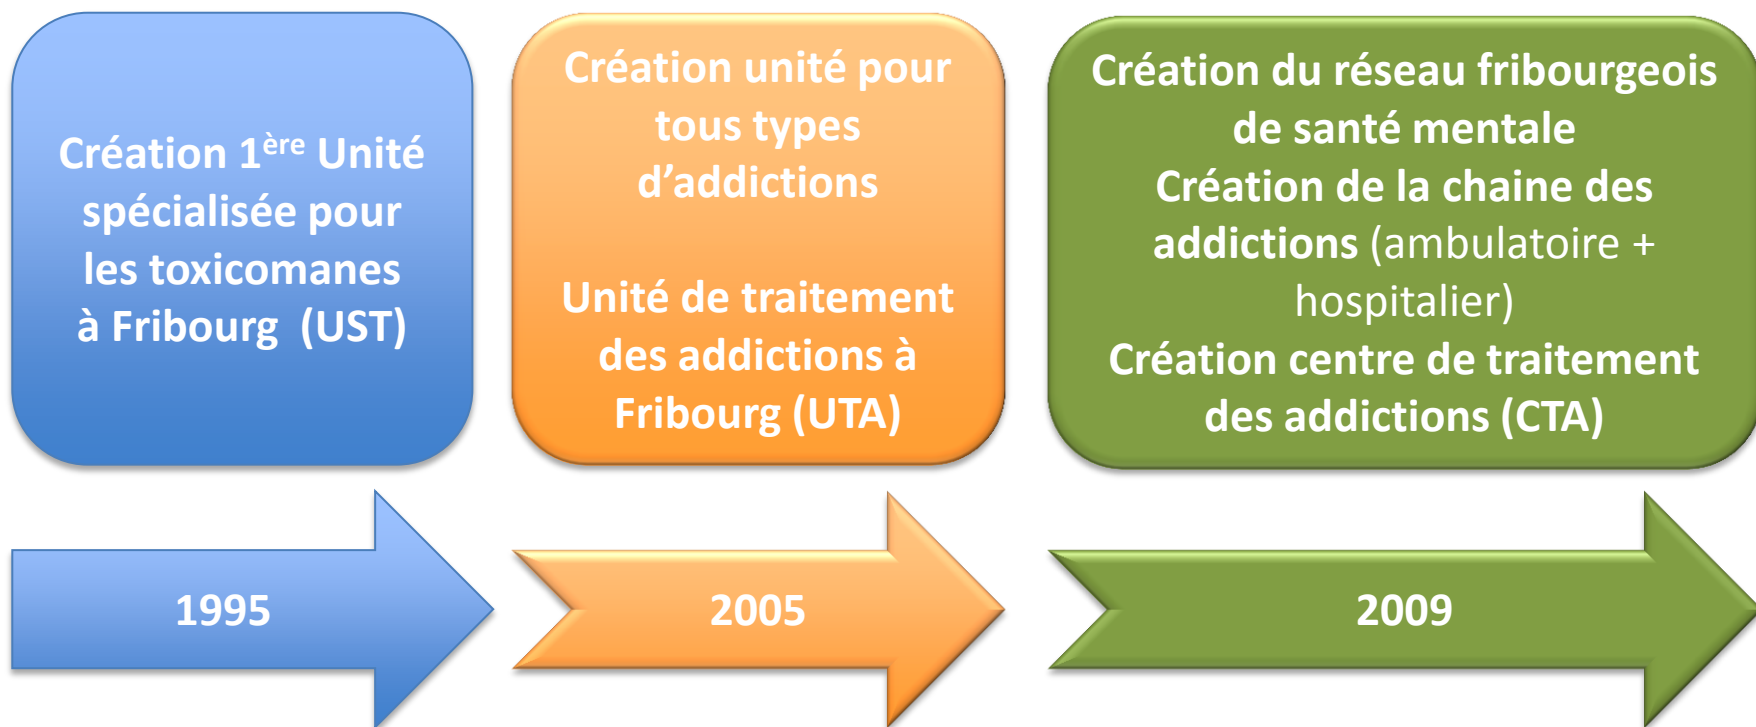 Création 1ère Unité
spécialisée pour
les toxicomanes
à Fribourg (UST)
Création unité pour
tous types
d’addictions
Unité de traitement
des addictions à
Fribourg (UTA)
Création du réseau fribourgeois
de santé mentale
Création de la chaine des
addictions (ambulatoire +
hospitalier)
Création centre de traitement
des addictions (CTA)
1995
2005
2009